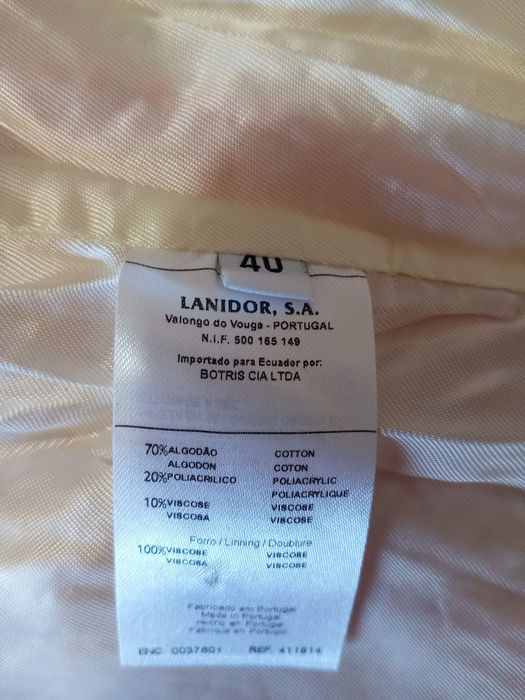 40
LANIDOR, S.A.
Valongo do Vouga - PORTUGAL
N.I.F. 500 165 149
Importado para Ecuador por:
BOTRIS CIA LTDA
70% ALGODÃO COTTON
ALGODON COTON
20% POLIACRILICO POLIACRYLIC
POLIACRYLIQUE
10% VISCOSE VISCOSE
VISCOSA VISCOSE
Forro / Linning / Doublure
100% VISCOSE VISCOSE
VISCOSA VISCOSE
Fabricado em Portugal
Made in Portugal
Hecho en Portugal
Fabriqué en Portugal
ENC. 0037601 REF. 411814